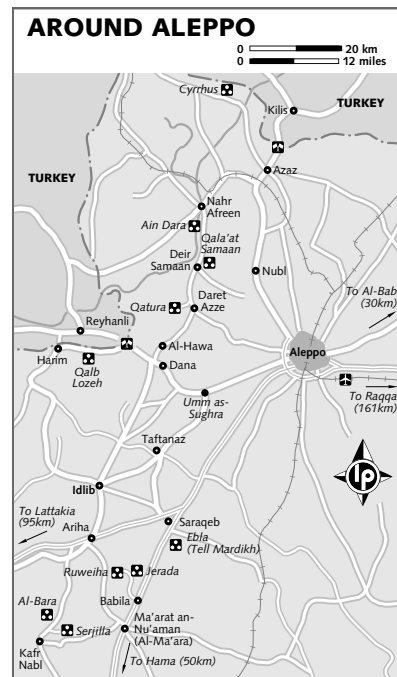 AROUND ALEPPO
0 20 km
0 12 miles
Cyrrhus
Kilis
TURKEY
Azaz
TURKEY
Nahr
Afreen
Ain Dara
Qala'at
Samaan
Deir
Samaan
Nubl
To Al-Bab
(30km)
Daret
Azze
Qatura
Reyhanli
Aleppo
Al-Hawa
Harim
Qalb
Lozeh
Dana
To Raqqa
(161km)
Umm as-
Sughra
Taftanaz
lp
Idlib
To Lattakia
(95km)
Saraqeb
Ariha
Ebla
(Tell Mardikh)
Ruweiha
Jerada
Al-Bara
Babila
Ma'arat an-
Nu'aman
(Al-Ma'ara)
Serjilla
Kafr
Nabl
To Hama (50km)